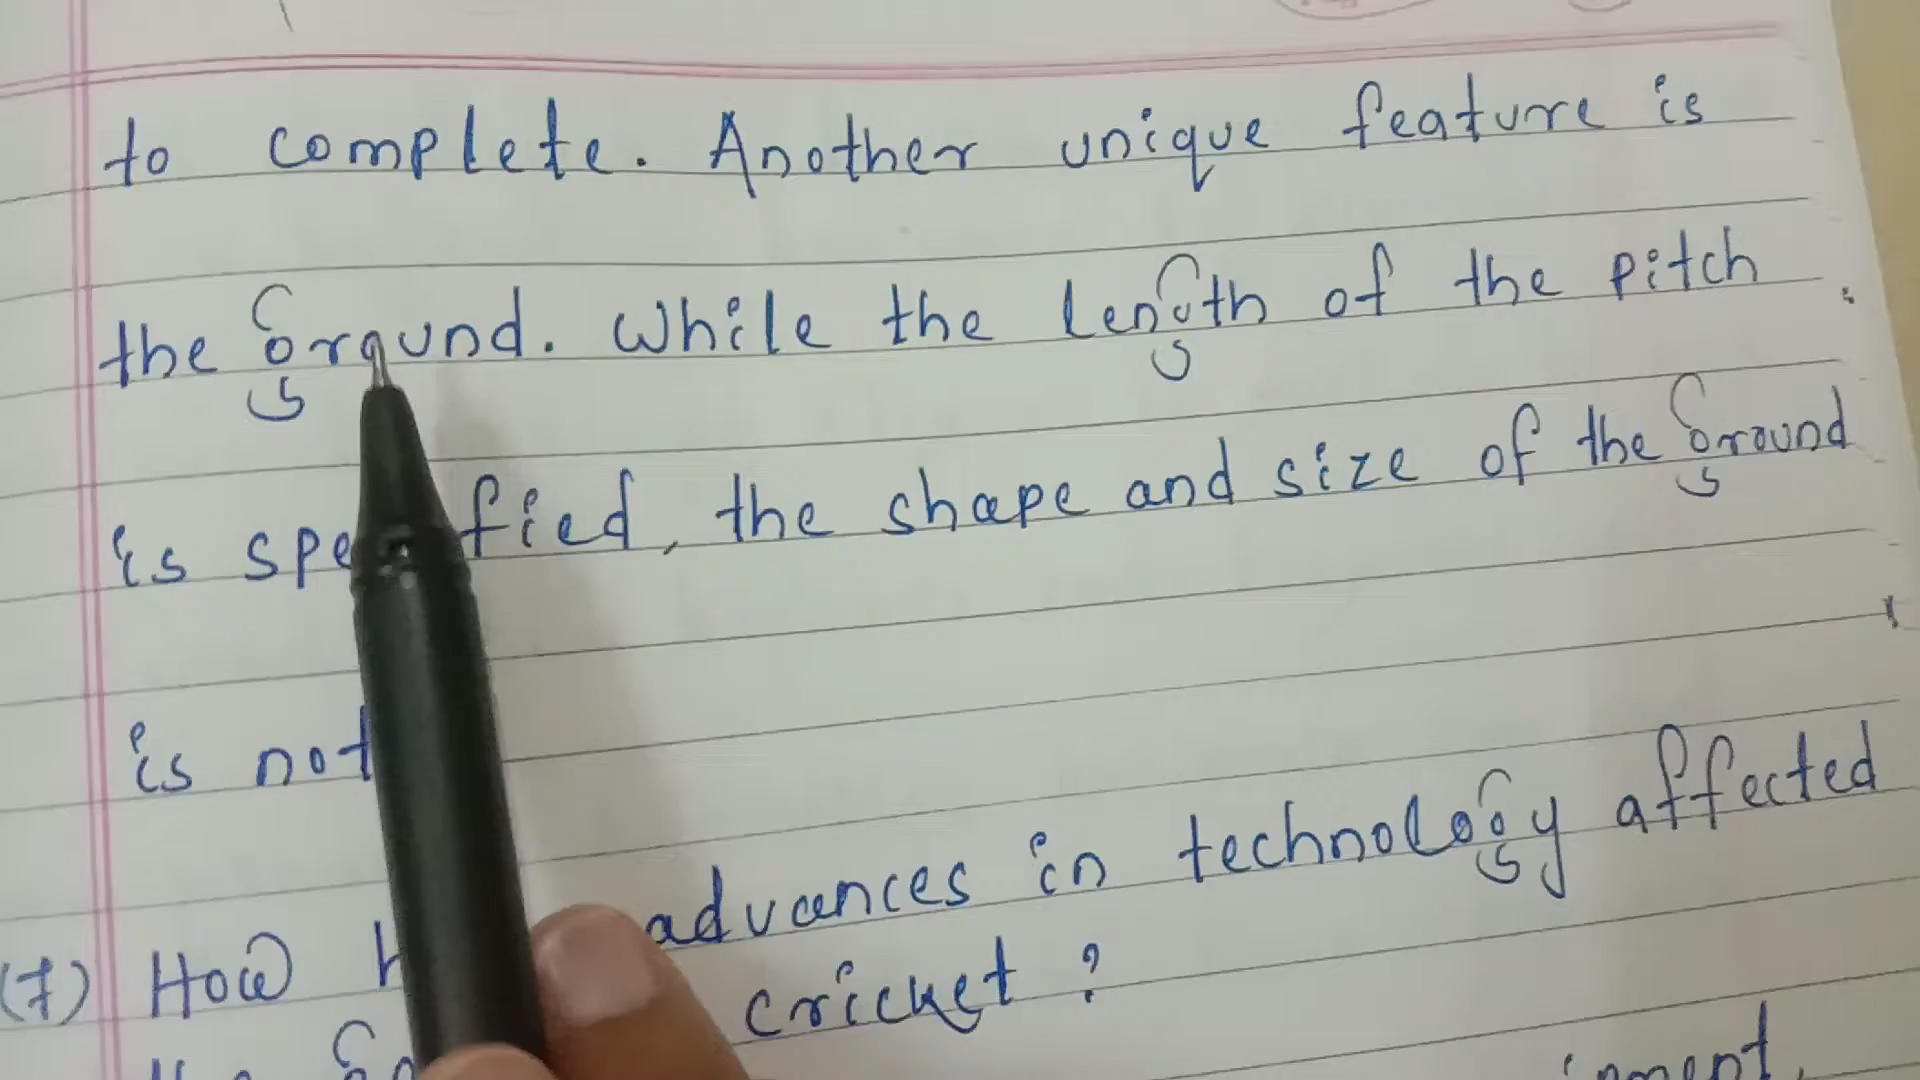 to complete. Another unique feature is
the ground. While the length of the pitch
is fied, the shape and size of the ground
is not
(7) How advances in technology affected
cricket ?